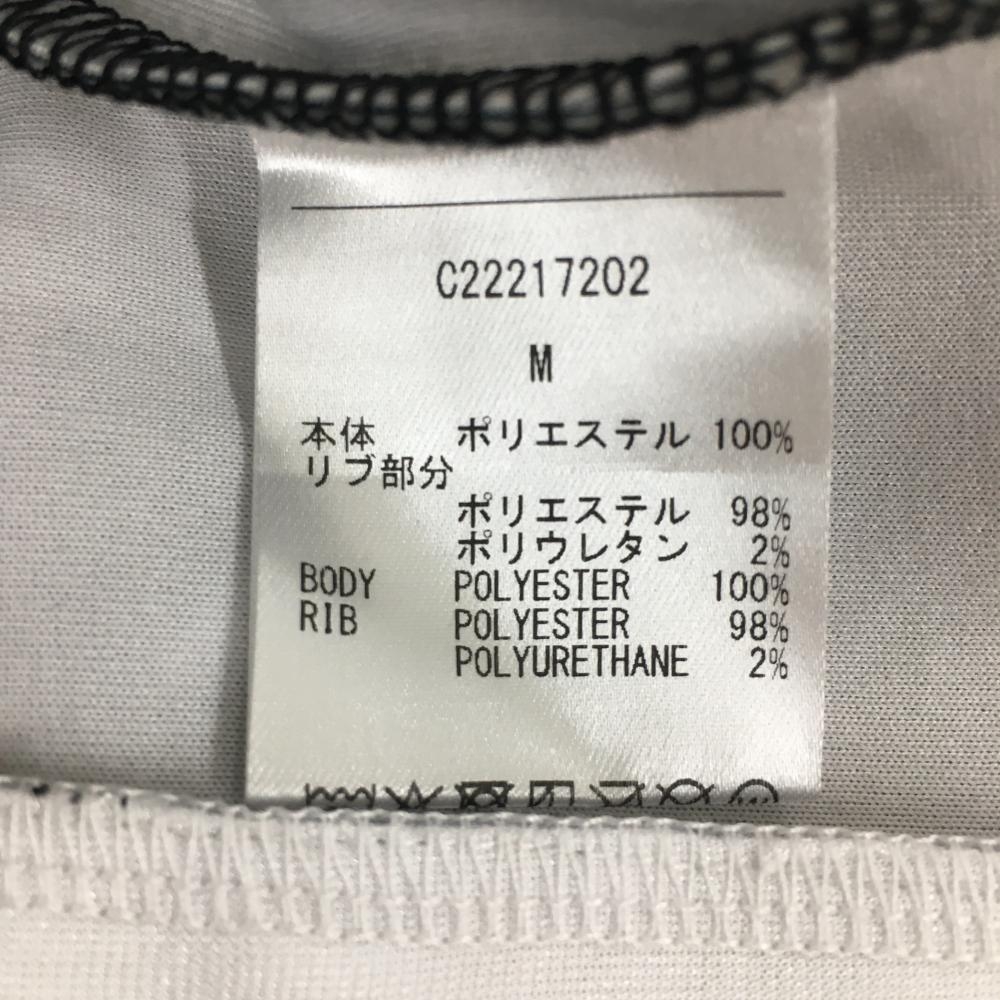 C22217202
M
本体 ポリエステル 100%
リブ部分
ポリエステル 98%
ポリウレタン 2%
BODY POLYESTER 100%
RIB POLYESTER 98%
POLYURETHANE 2%